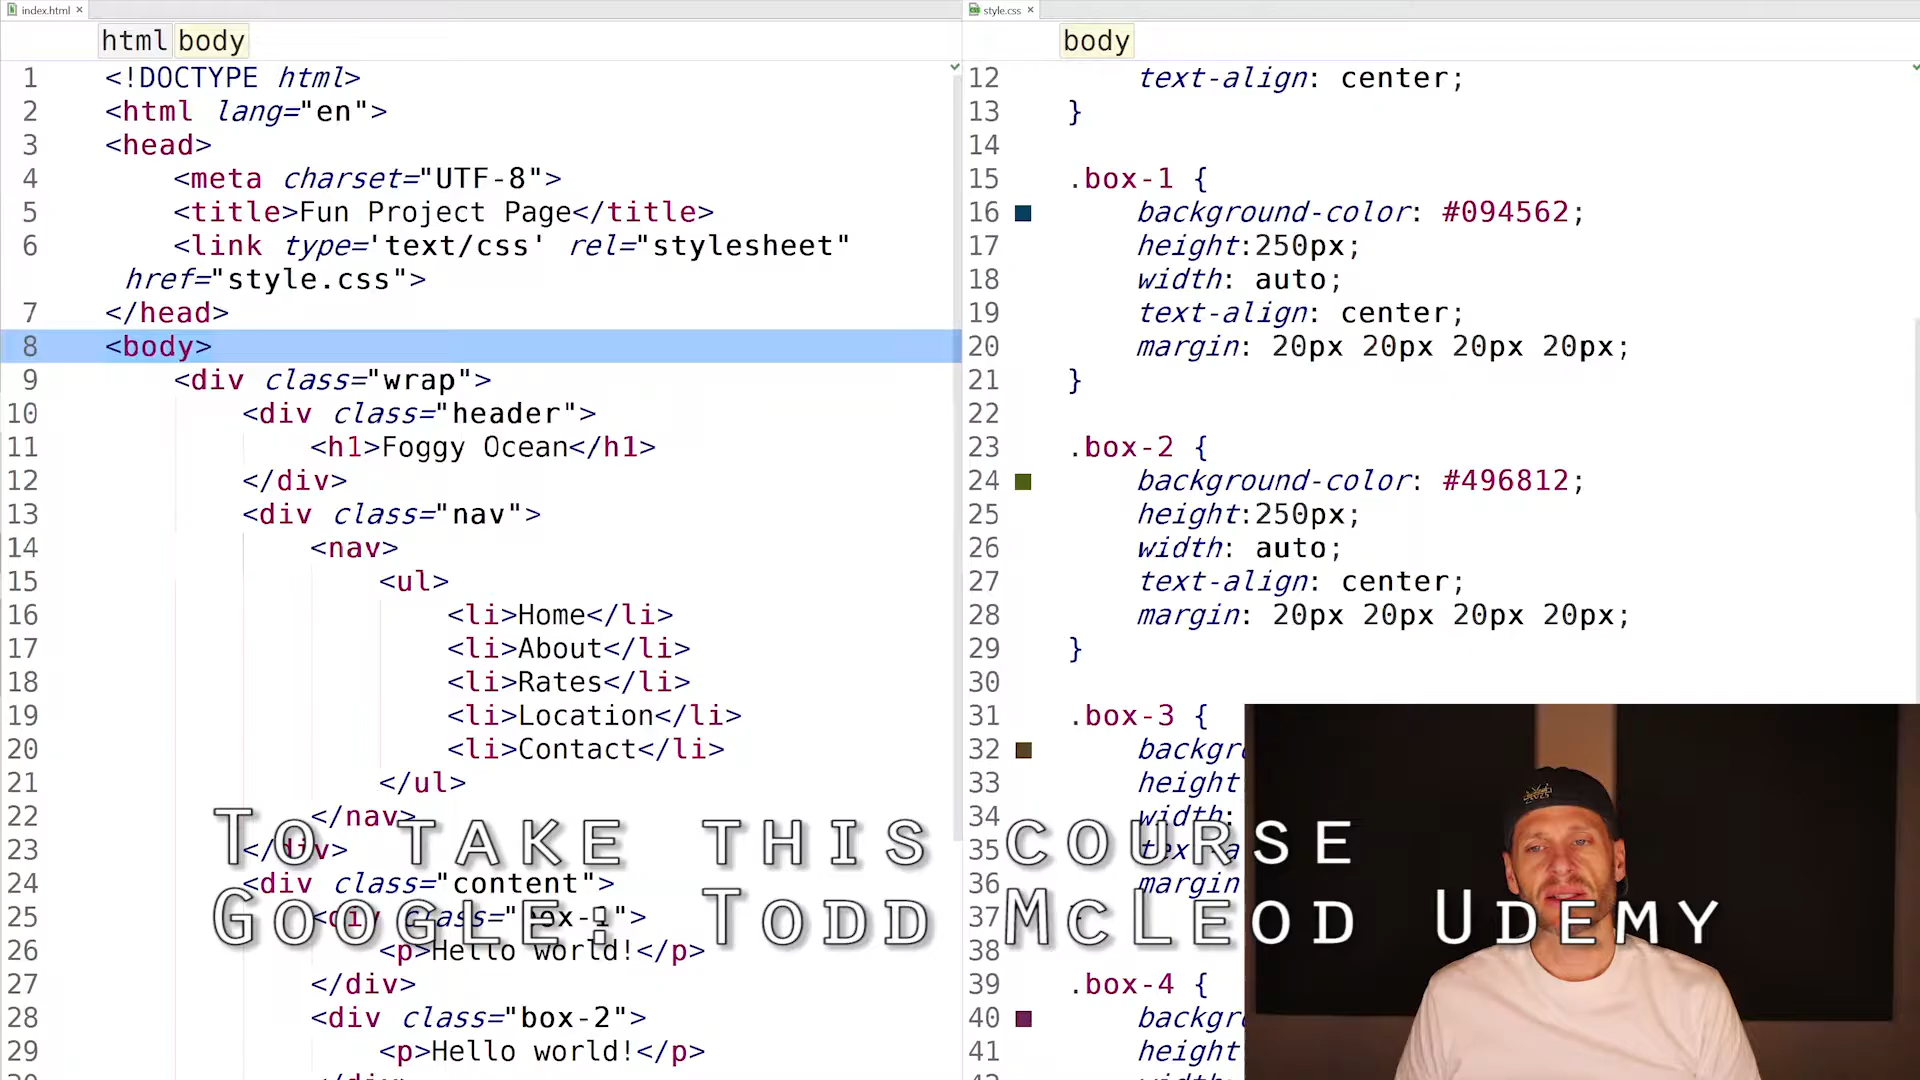 index.html
html body
1 <!DOCTYPE html>
2 <html lang="en">
3 <head>
4 <meta charset="UTF-8">
5 <title>Fun Project Page</title>
6 <link type='text/css' rel="stylesheet"
href="style.css">
7 </head>
8 <body>
9 <div class="wrap">
10 <div class="header">
11 <h1>Foggy Ocean</h1>
12 </div>
13 <div class="nav">
14 <nav>
15 <ul>
16 <li>Home</li>
17 <li>About</li>
18 <li>Rates</li>
19 <li>Location</li>
20 <li>Contact</li>
21 </ul>
22 </nav>
23 </div>
24 <div class="content">
25 <div class="box-1">
26 <p>Hello world!</p>
27 </div>
28 <div class="box-2">
29 <p>Hello world!</p>
style.css
body
12 text-align: center;
13 }
14
15 .box-1 {
16 background-color: #094562;
17 height:250px;
18 width: auto;
19 text-align: center;
20 margin: 20px 20px 20px 20px;
21 }
22
23 .box-2 {
24 background-color: #496812;
25 height:250px;
26 width: auto;
27 text-align: center;
28 margin: 20px 20px 20px 20px;
29 }
30
31 .box-3 {
32 backgr
33 height
34 width:
35
36 margin
37
38
39 .box-4 {
40 backgr
41 height
To take this course
Google: Todd McLeod Udemy